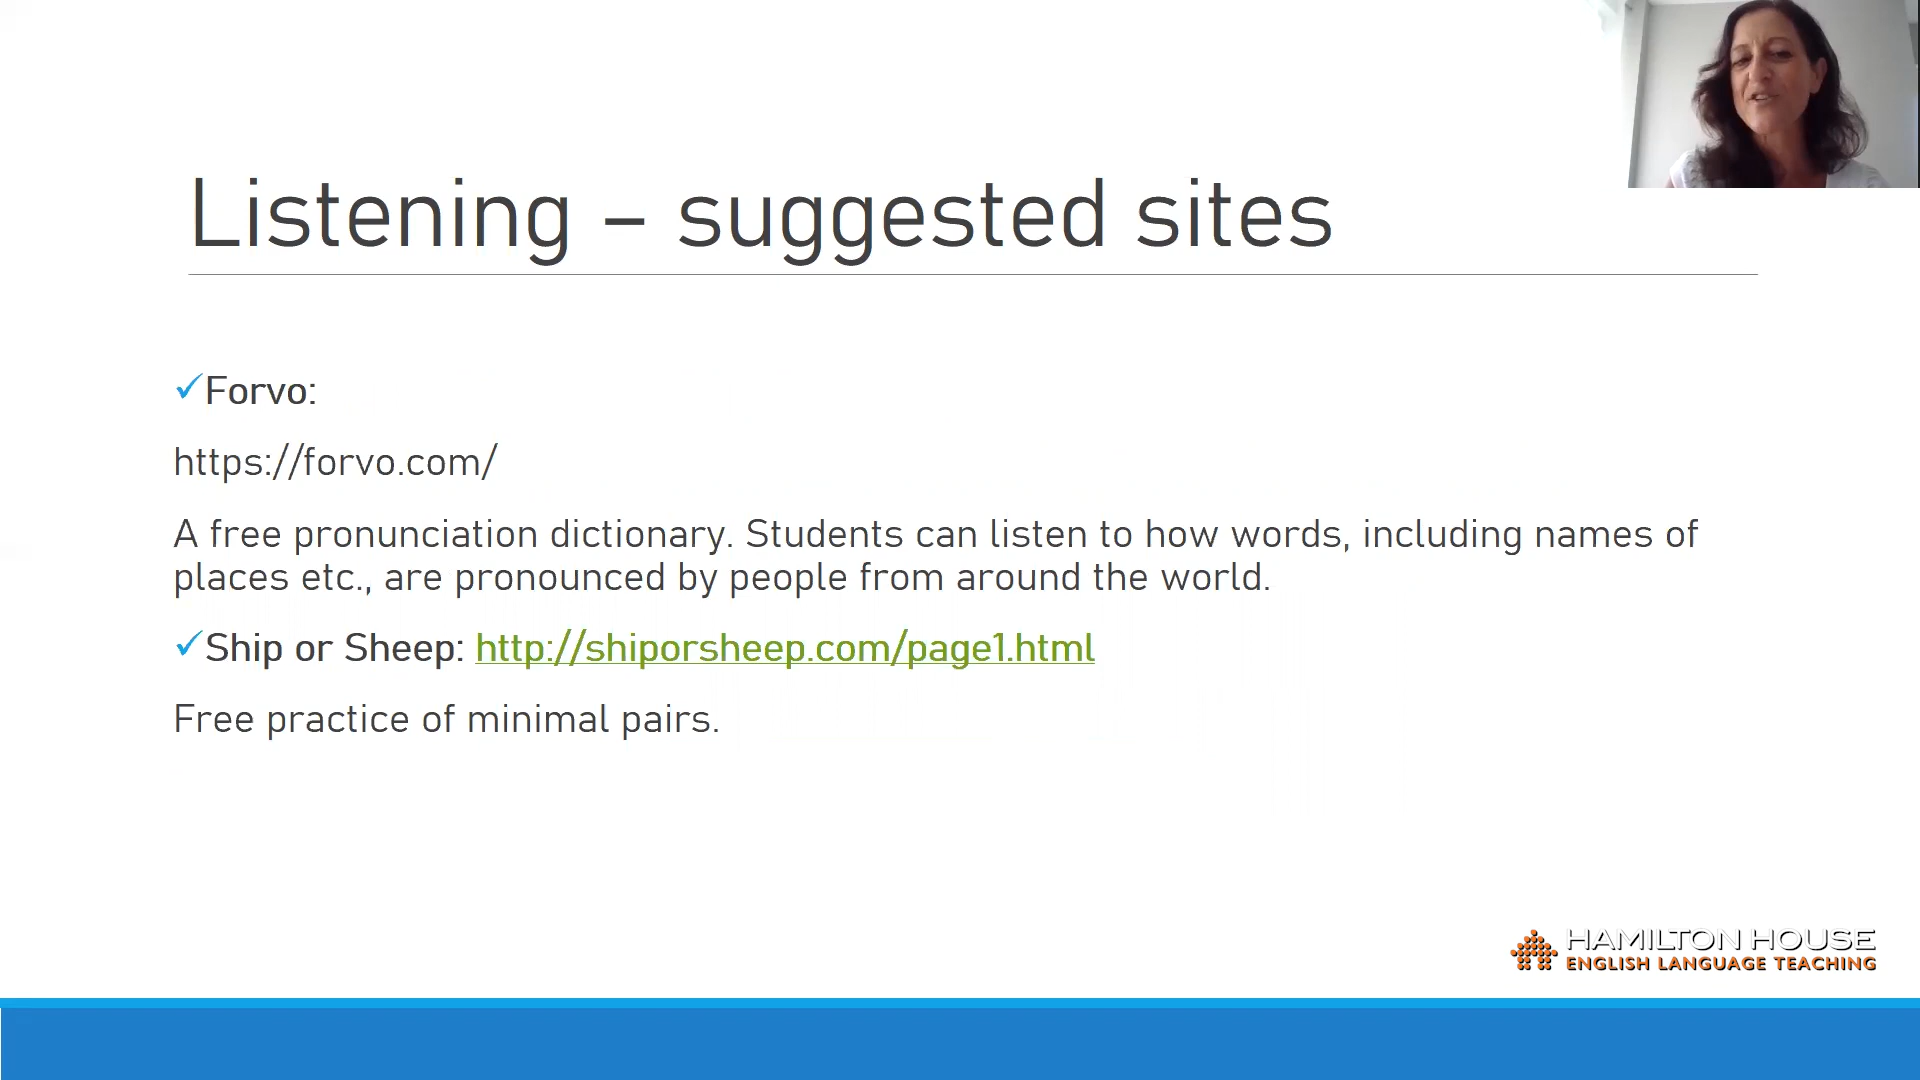 Listening – suggested sites
✓Forvo:
https://forvo.com/
A free pronunciation dictionary. Students can listen to how words, including names of
places etc., are pronounced by people from around the world.
✓Ship or Sheep: http://shiporsheep.com/page1.html
Free practice of minimal pairs.
HAMILTON HOUSE
ENGLISH LANGUAGE TEACHING